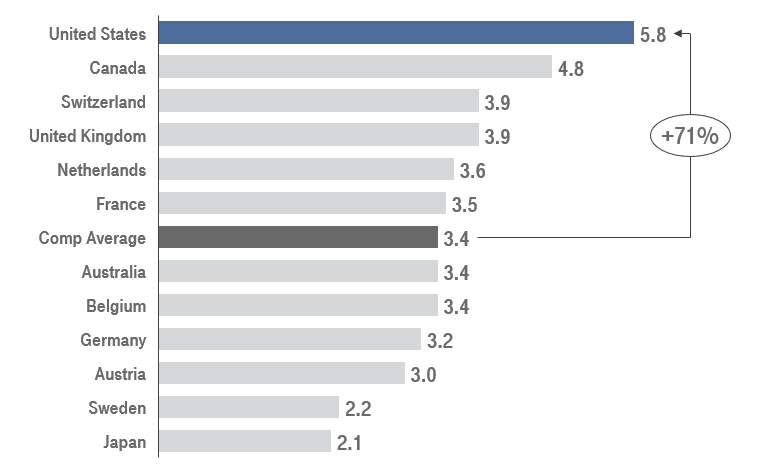 United States 5.8
Canada 4.8
Switzerland 3.9
United Kingdom 3.9
+71%
Netherlands 3.6
France 3.5
Comp Average 3.4
Australia 3.4
Belgium 3.4
Germany 3.2
Austria 3.0
Sweden 2.2
Japan 2.1